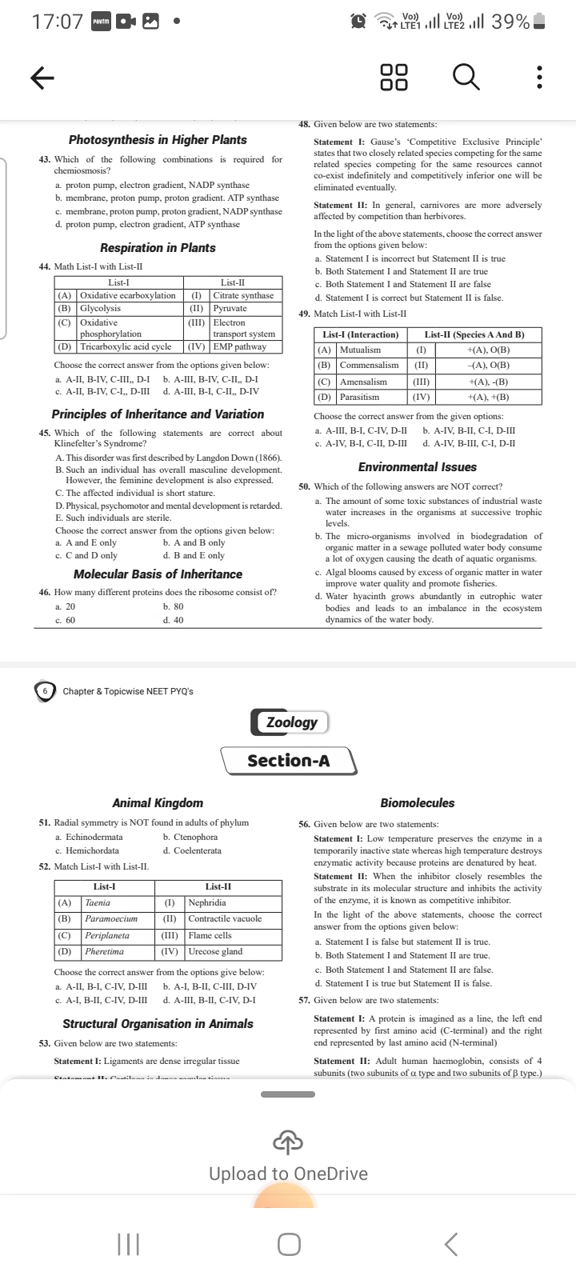 17:07 Paytm Vo)) LTE1 Vo)) LTE2 39%
Photosynthesis in Higher Plants
43. Which of the following combinations is required for
chemiosmosis?
a. proton pump, electron gradient, NADP synthase
b. membrane, proton pump, proton gradient. ATP synthase
c. membrane, proton pump, proton gradient, NADP synthase
d. proton pump, electron gradient, ATP synthase
Respiration in Plants
44. Math List-I with List-II
List-I List-II
(A) Oxidative ecarboxylation (I) Citrate synthase
(B) Glycolysis (II) Pyruvate
(C) Oxidative phosphorylation (III) Electron transport system
(D) Tricarboxylic acid cycle (IV) EMP pathway
Choose the correct answer from the options given below:
a. A-II, B-IV, C-III,, D-I b. A-III, B-IV, C-II,, D-I
c. A-II, B-IV, C-I,, D-III d. A-III, B-I, C-II,, D-IV
Principles of Inheritance and Variation
45. Which of the following statements are correct about
Klinefelter's Syndrome?
A. This disorder was first described by Langdon Down (1866).
B. Such an individual has overall masculine development.
However, the feminine development is also expressed.
C. The affected individual is short stature.
D. Physical, psychomotor and mental development is retarded.
E. Such individuals are sterile.
Choose the correct answer from the options given below:
a. A and E only b. A and B only
c. C and D only d. B and E only
Molecular Basis of Inheritance
46. How many different proteins does the ribosome consist of?
a. 20 b. 80
c. 60 d. 40
48. Given below are two statements:
Statement I: Gause's 'Competitive Exclusive Principle'
states that two closely related species competing for the same
related species competing for the same resources cannot
co-exist indefinitely and competitively inferior one will be
eliminated eventually.
Statement II: In general, carnivores are more adversely
affected by competition than herbivores.
In the light of the above statements, choose the correct answer
from the options given below:
a. Statement I is incorrect but Statement II is true
b. Both Statement I and Statement II are true
c. Both Statement I and Statement II are false
d. Statement I is correct but Statement II is false.
49. Match List-I with List-II
List-I (Interaction) List-II (Species A And B)
(A) Mutualism (I) +(A), O(B)
(B) Commensalism (II) –(A), O(B)
(C) Amensalism (III) +(A), -(B)
(D) Parasitism (IV) +(A), +(B)
Choose the correct answer from the given options:
a. A-III, B-I, C-IV, D-II b. A-IV, B-II, C-I, D-III
c. A-IV, B-I, C-II, D-III d. A-IV, B-III, C-I, D-II
Environmental Issues
50. Which of the following answers are NOT correct?
a. The amount of some toxic substances of industrial waste
water increases in the organisms at successive trophic
levels.
b. The micro-organisms involved in biodegradation of
organic matter in a sewage polluted water body consume
a lot of oxygen causing the death of aquatic organisms.
c. Algal blooms caused by excess of organic matter in water
improve water quality and promote fisheries.
d. Water hyacinth grows abundantly in eutrophic water
bodies and leads to an imbalance in the ecosystem
dynamics of the water body.
6 Chapter & Topicwise NEET PYQ's
Zoology
Section-A
Animal Kingdom
51. Radial symmetry is NOT found in adults of phylum
a. Echinodermata b. Ctenophora
c. Hemichordata d. Coelenterata
52. Match List-I with List-II.
List-I List-II
(A) Taenia (I) Nephridia
(B) Paramoecium (II) Contractile vacuole
(C) Periplaneta (III) Flame cells
(D) Pheretima (IV) Urecose gland
Choose the correct answer from the options give below:
a. A-II, B-I, C-IV, D-III b. A-I, B-II, C-III, D-IV
c. A-I, B-II, C-IV, D-III d. A-III, B-II, C-IV, D-I
Structural Organisation in Animals
53. Given below are two statements:
Statement I: Ligaments are dense irregular tissue
Statement II: Cartilage is dense regular tissue
Biomolecules
56. Given below are two statements:
Statement I: Low temperature preserves the enzyme in a
temporarily inactive state whereas high temperature destroys
enzymatic activity because proteins are denatured by heat.
Statement II: When the inhibitor closely resembles the
substrate in its molecular structure and inhibits the activity
of the enzyme, it is known as competitive inhibitor.
In the light of the above statements, choose the correct
answer from the options given below:
a. Statement I is false but statement II is true.
b. Both Statement I and Statement II are true.
c. Both Statement I and Statement II are false.
d. Statement I is true but Statement II is false.
57. Given below are two statements:
Statement I: A protein is imagined as a line, the left end
represented by first amino acid (C-terminal) and the right
end represented by last amino acid (N-terminal)
Statement II: Adult human haemoglobin, consists of 4
subunits (two subunits of α type and two subunits of β type.)
Upload to OneDrive